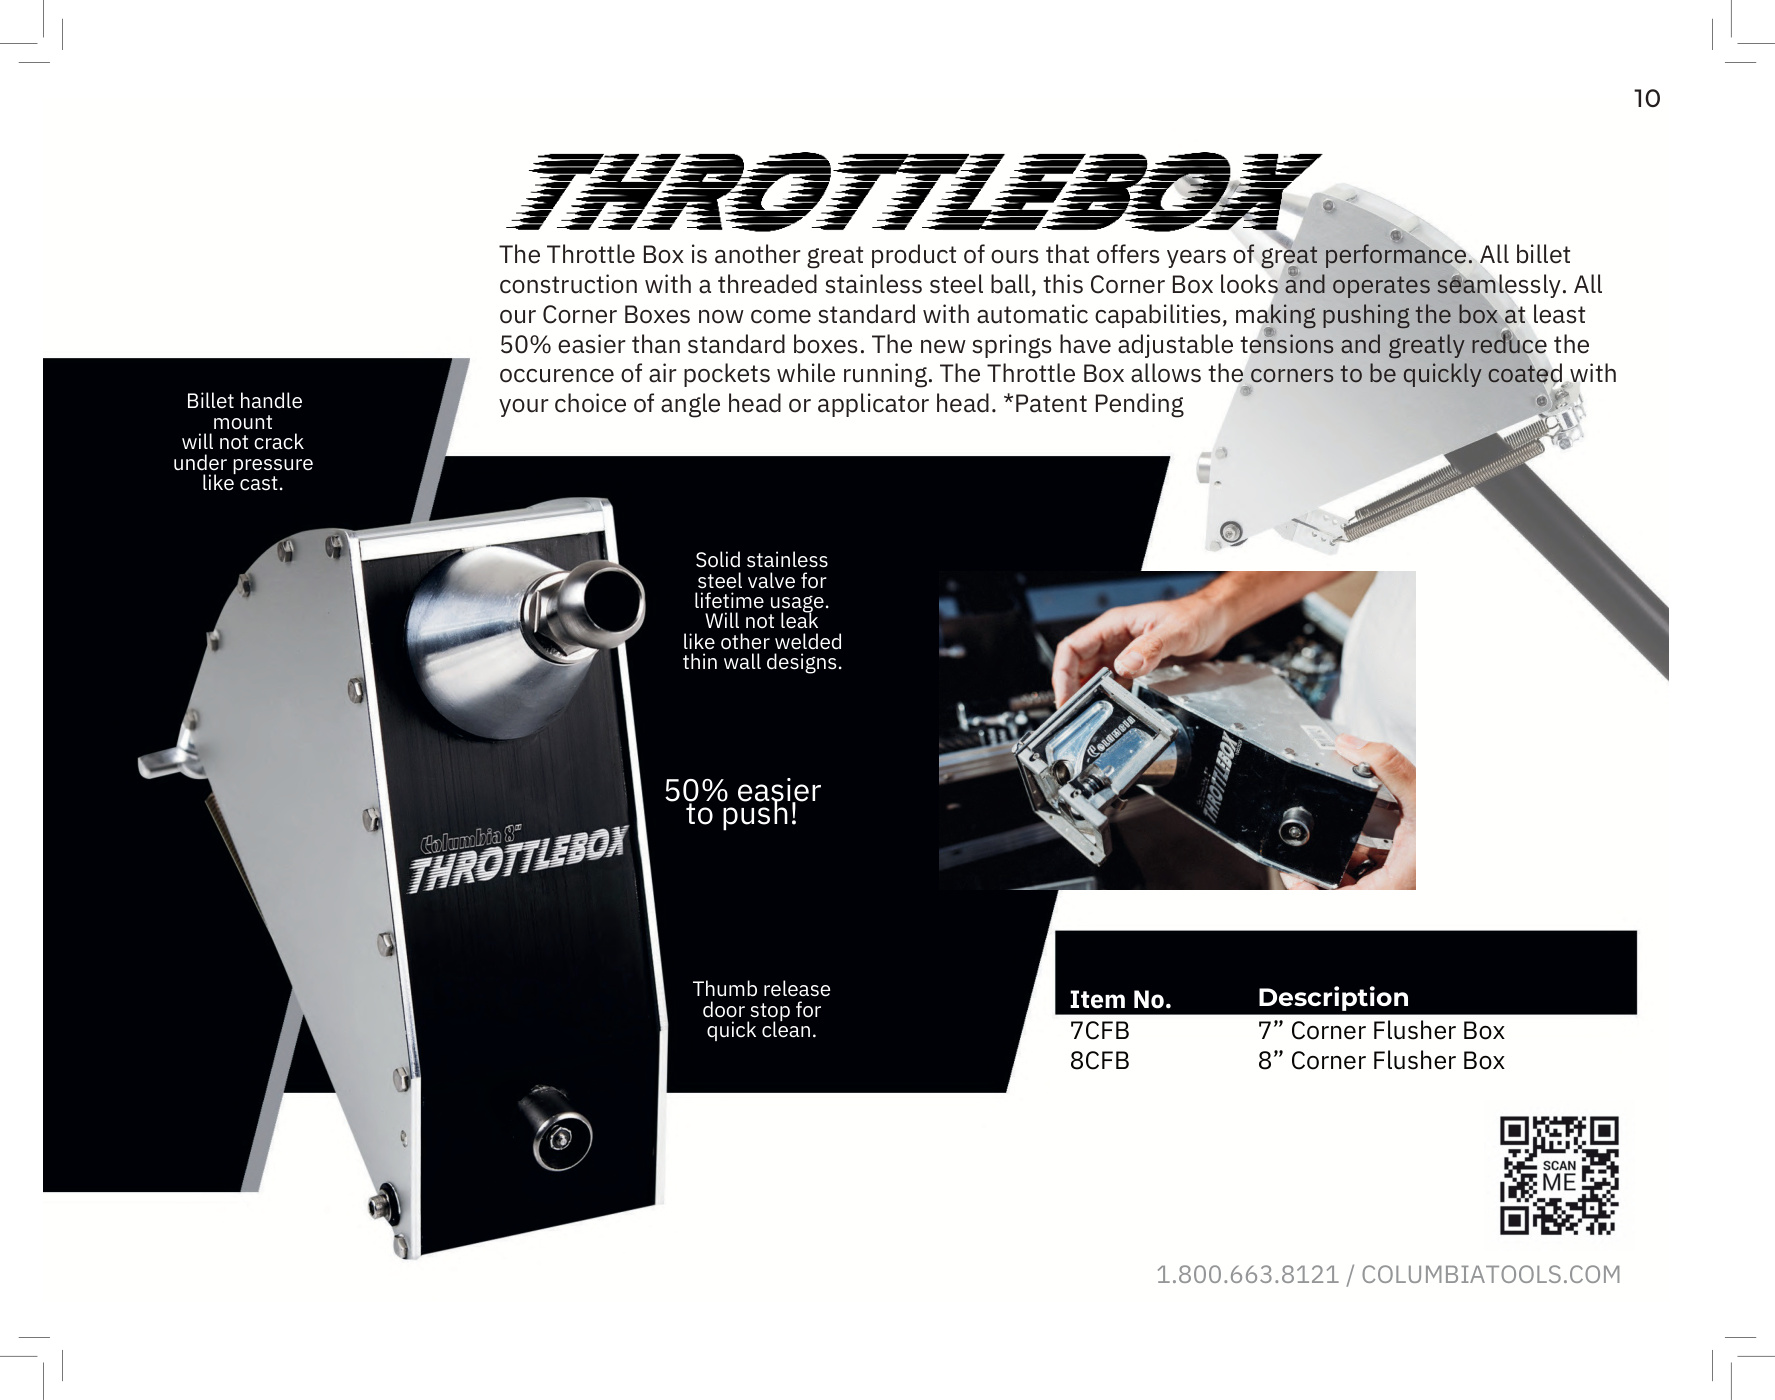 10
THROTTLEBOX
The Throttle Box is another great product of ours that offers years of great performance. All billet
construction with a threaded stainless steel ball, this Corner Box looks and operates seamlessly. All
our Corner Boxes now come standard with automatic capabilities, making pushing the box at least
50% easier than standard boxes. The new springs have adjustable tensions and greatly reduce the
occurence of air pockets while running. The Throttle Box allows the corners to be quickly coated with
your choice of angle head or applicator head. *Patent Pending
Billet handle
mount
will not crack
under pressure
like cast.
Solid stainless
steel valve for
lifetime usage.
Will not leak
like other welded
thin wall designs.
50% easier
to push!
Columbia 8"
THROTTLEBOX
Columbia
THROTTLEBOX
Thumb release
door stop for
quick clean.
Item No. Description
7CFB 7” Corner Flusher Box
8CFB 8” Corner Flusher Box
SCAN
ME
1.800.663.8121 / COLUMBIATOOLS.COM